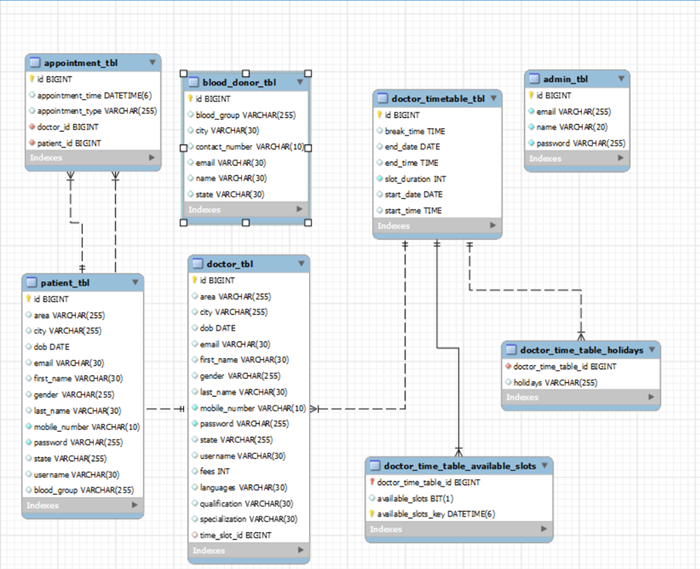 appointment_tbl
id BIGINT
appointment_time DATETIME(6)
appointment_type VARCHAR(255)
doctor_id BIGINT
patient_id BIGINT
Indexes
blood_donor_tbl
id BIGINT
blood_group VARCHAR(255)
city VARCHAR(30)
contact_number VARCHAR(10)
email VARCHAR(30)
name VARCHAR(30)
state VARCHAR(30)
Indexes
doctor_timetable_tbl
id BIGINT
break_time TIME
end_date DATE
end_time TIME
slot_duration INT
start_date DATE
start_time TIME
Indexes
admin_tbl
id BIGINT
email VARCHAR(255)
name VARCHAR(20)
password VARCHAR(255)
Indexes
patient_tbl
id BIGINT
area VARCHAR(255)
city VARCHAR(255)
dob DATE
email VARCHAR(30)
first_name VARCHAR(30)
gender VARCHAR(255)
last_name VARCHAR(30)
mobile_number VARCHAR(10)
password VARCHAR(255)
state VARCHAR(255)
username VARCHAR(30)
blood_group VARCHAR(255)
Indexes
doctor_tbl
id BIGINT
area VARCHAR(255)
city VARCHAR(255)
dob DATE
email VARCHAR(30)
first_name VARCHAR(30)
gender VARCHAR(255)
last_name VARCHAR(30)
mobile_number VARCHAR(10)
password VARCHAR(255)
state VARCHAR(255)
username VARCHAR(30)
fees INT
languages VARCHAR(30)
qualification VARCHAR(30)
specialization VARCHAR(30)
time_slot_id BIGINT
Indexes
doctor_time_table_holidays
doctor_time_table_id BIGINT
holidays VARCHAR(255)
Indexes
doctor_time_table_available_slots
doctor_time_table_id BIGINT
available_slots BIT(1)
available_slots_key DATETIME(6)
Indexes